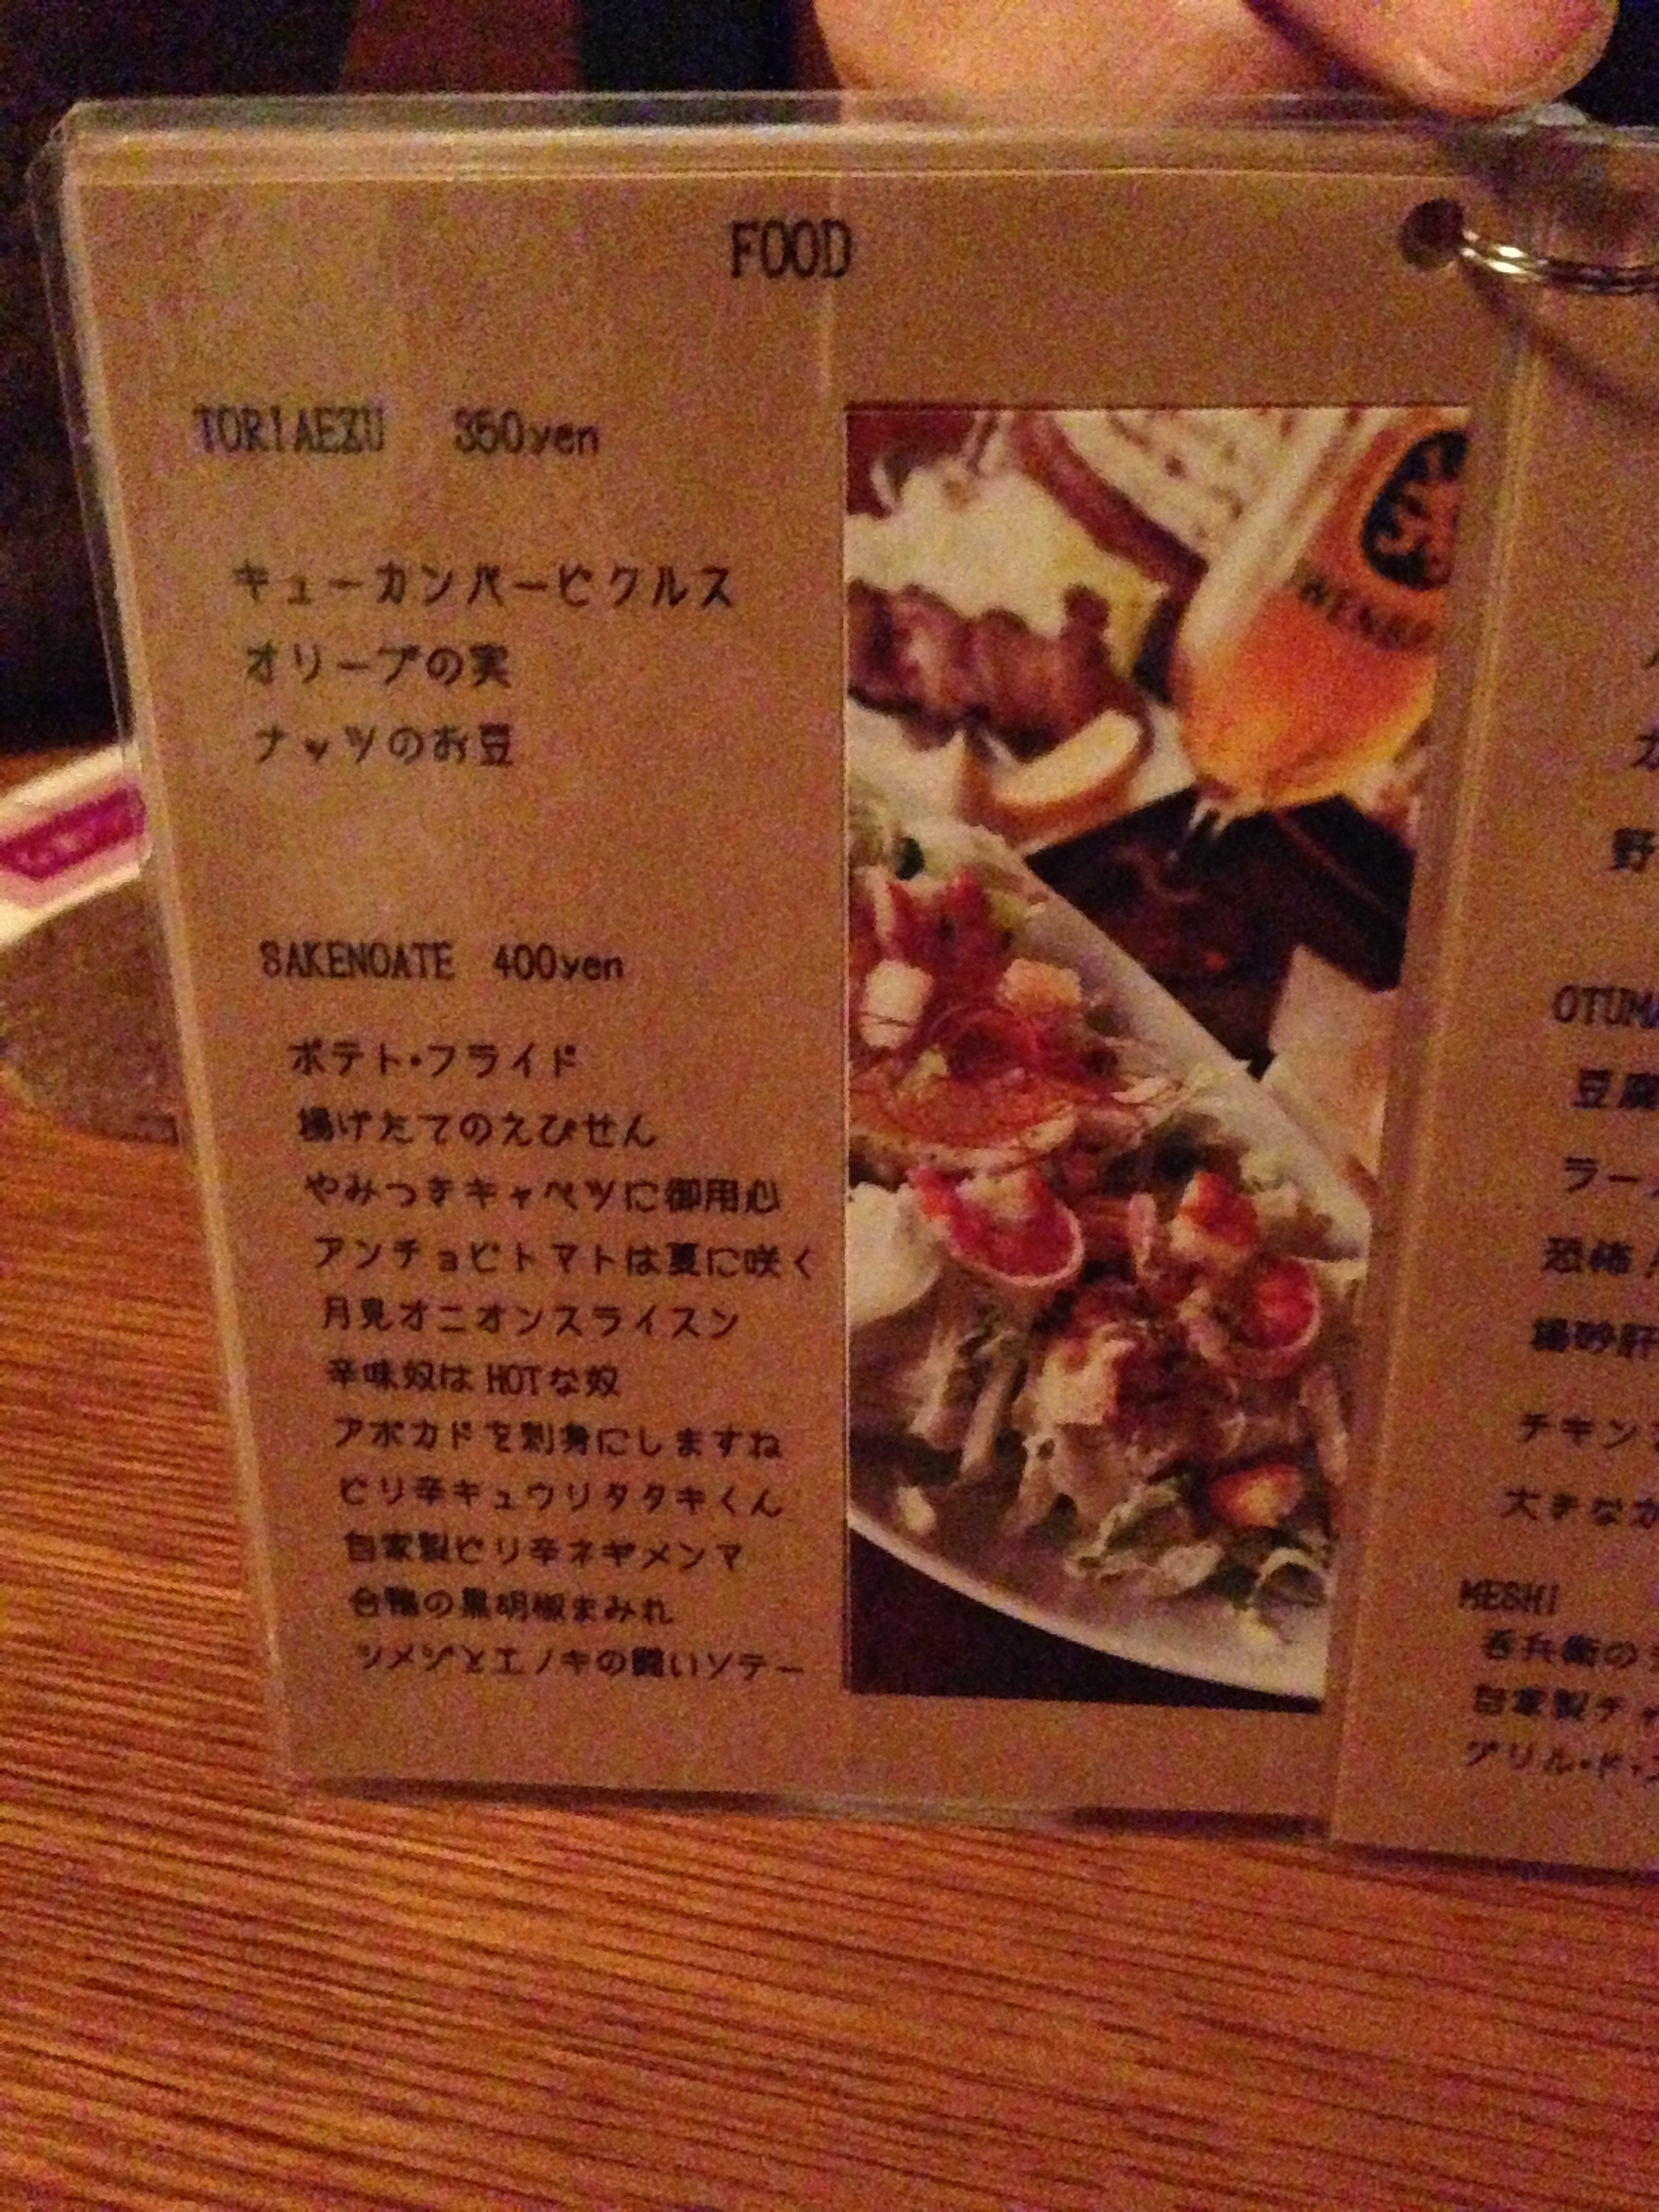 FOOD
TORIAEZU 350yen
キューカンバーピクルス
オリーブの実
ナッツのお豆
SAKENOATE 400yen
ポテト・フライド
揚げたてのえびせん
やみつきキャベツに御用心
アンチョビトマトは夏に咲く
月見オニオンスライスン
辛味奴は HOTな奴
アボカドを刺身にしますね
ピリ辛キュウリタタキくん
自家製ピリ辛ネギメンマ
合鴨の黒胡椒まみれ
シメジとエノキの闘いソテー
野
OTUMA
豆腐
ラー
恐怖！
チキン
大きなカ
MESHI
呑兵衛の
自家製チャ
グリル・ド・